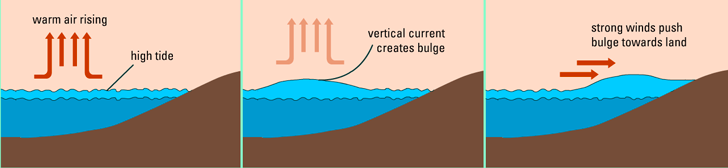 warm air rising
high tide
vertical current
creates bulge
strong winds push
bulge towards land